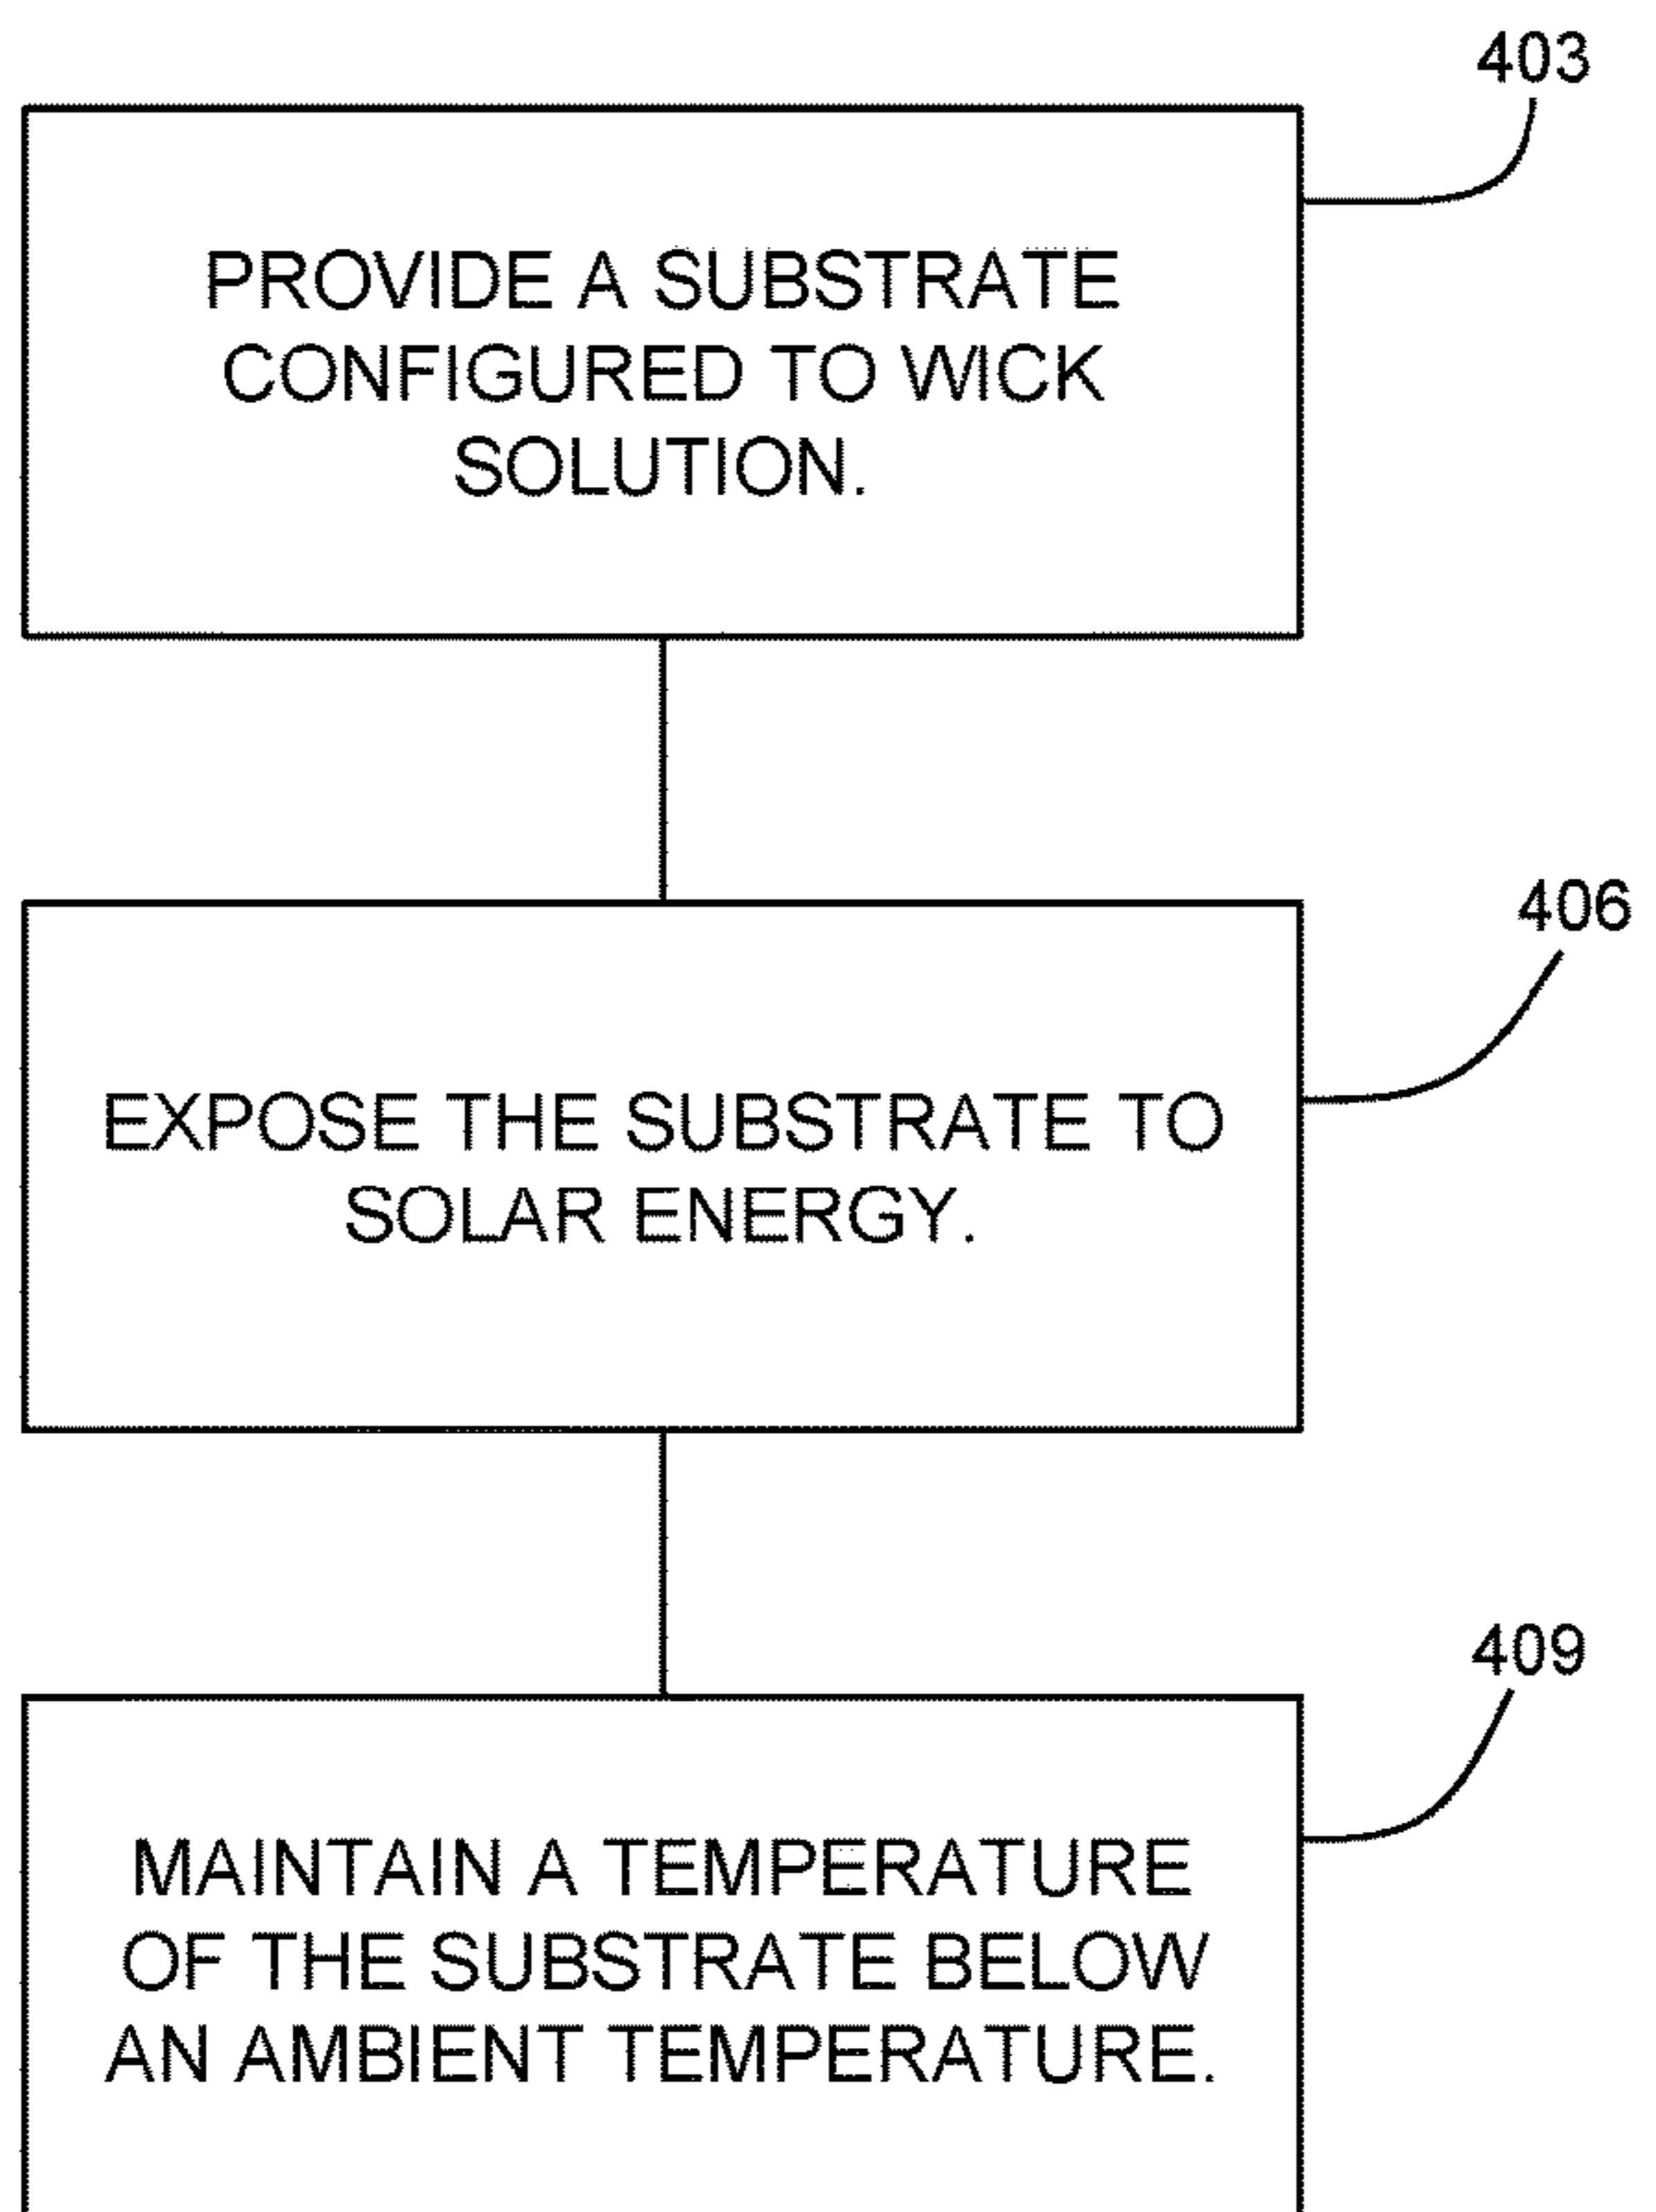 403
PROVIDE A SUBSTRATE
CONFIGURED TO WICK
SOLUTION.
406
EXPOSE THE SUBSTRATE TO
SOLAR ENERGY.
409
MAINTAIN A TEMPERATURE
OF THE SUBSTRATE BELOW
AN AMBIENT TEMPERATURE.